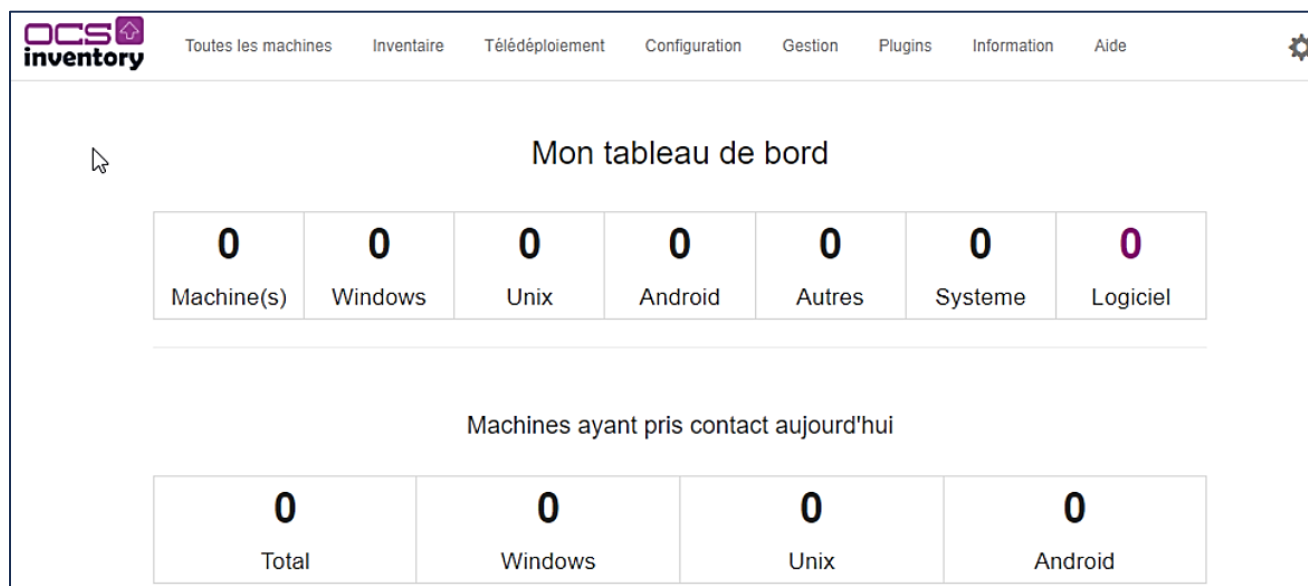 OCS
inventory
Toutes les machines Inventaire Télédéploiement Configuration Gestion Plugins Information Aide
Mon tableau de bord
0 0 0 0 0 0 0
Machine(s) Windows Unix Android Autres Systeme Logiciel
Machines ayant pris contact aujourd'hui
0 0 0 0
Total Windows Unix Android